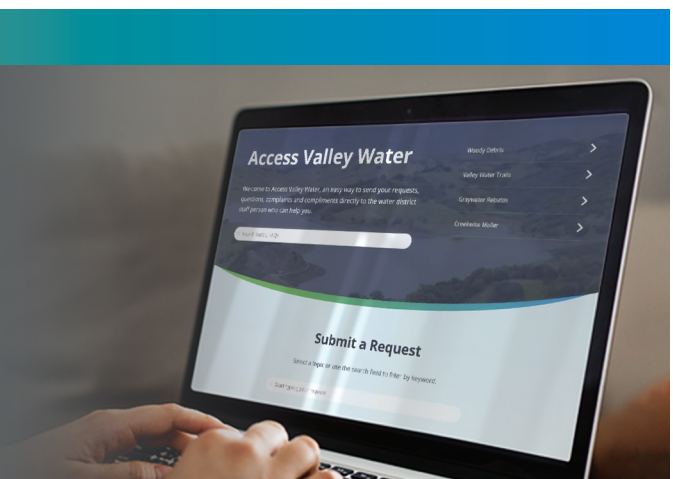 Access Valley Water
Welcome to Access Valley Water, an easy way to send your requests,
questions, complaints and compliments directly to the water district
staff person who can help you.
Woody Debris
Valley Water Trails
Graywater Rebates
Creekwise Mailer
Submit a Request
Select a topic or use the search field to filter by keyword.